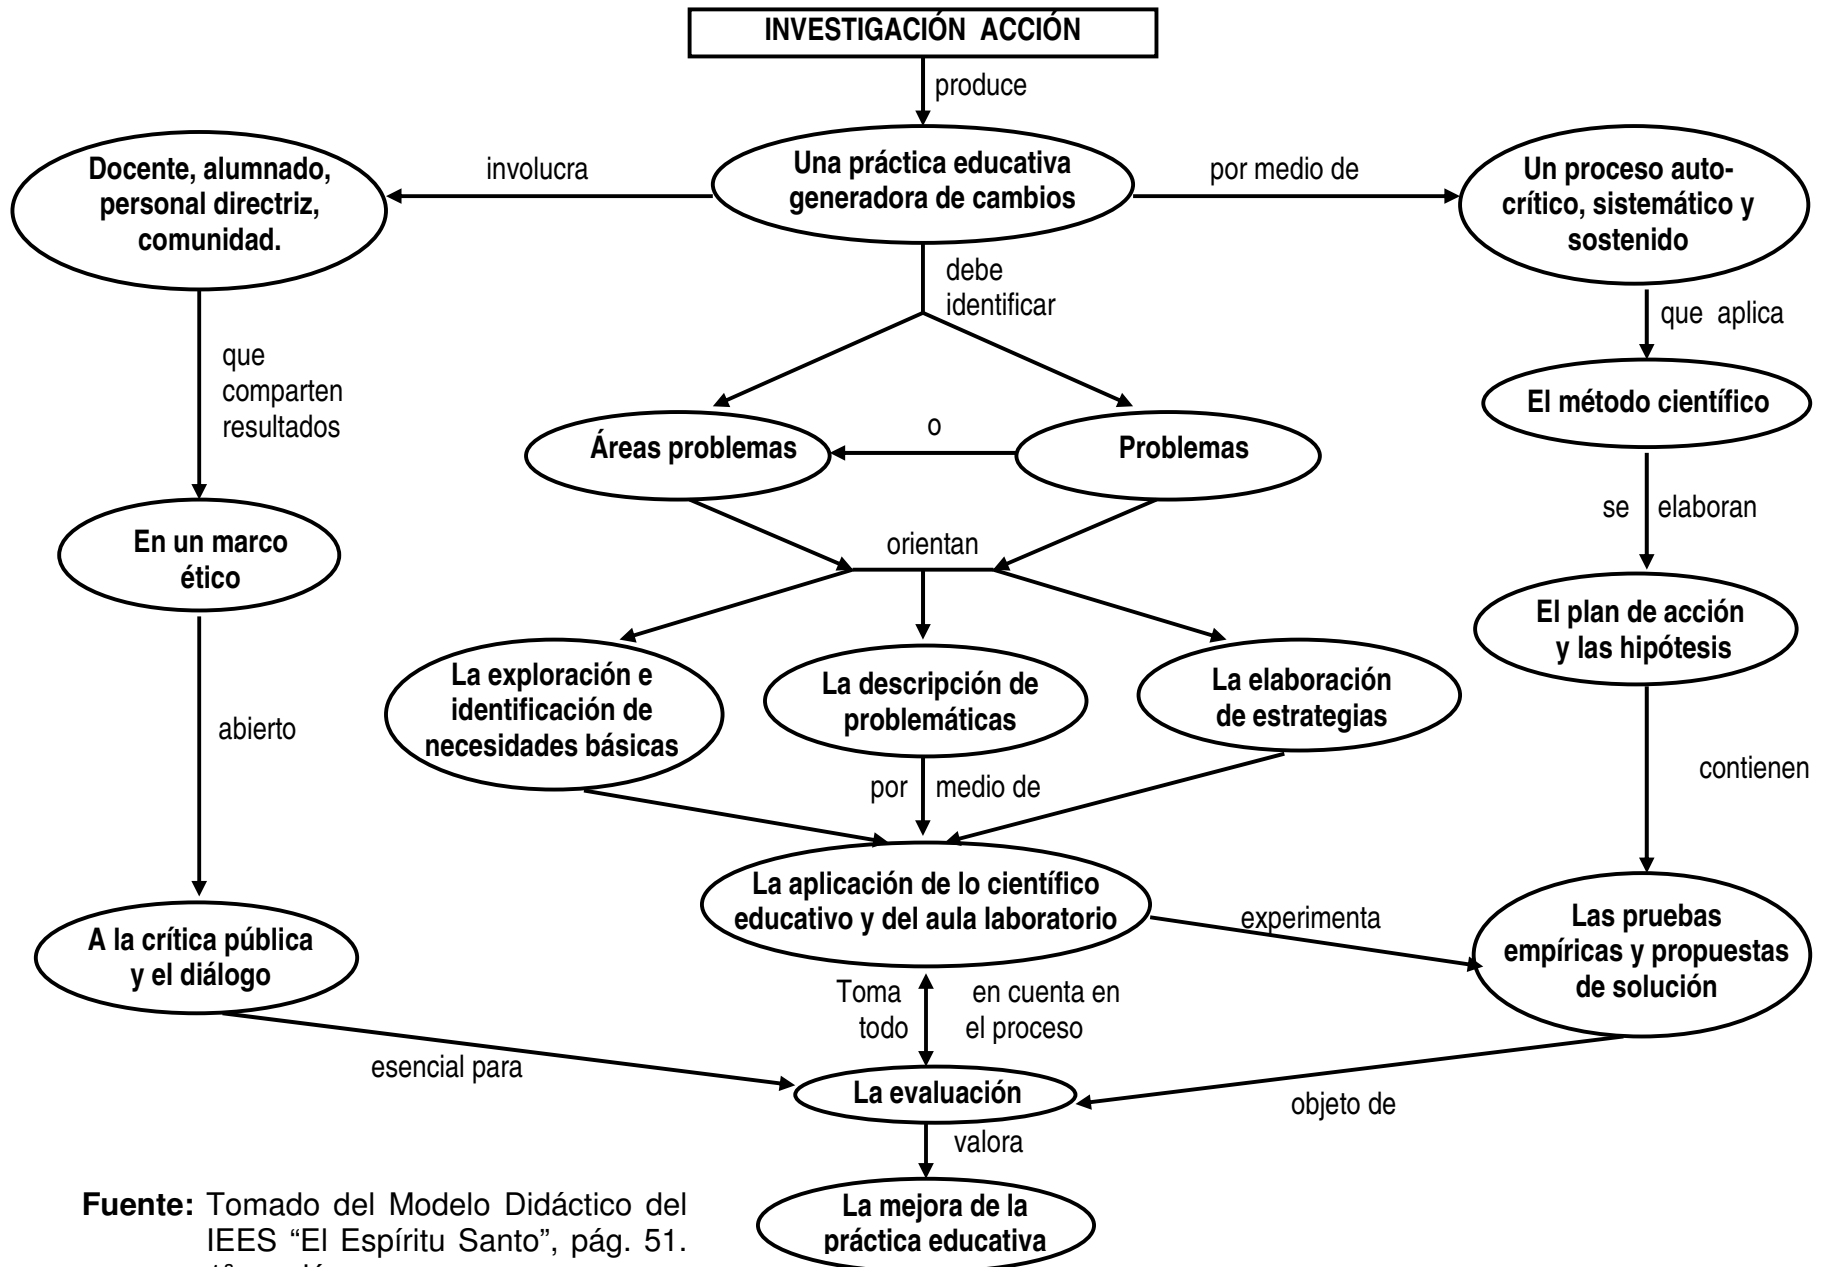 INVESTIGACIÓN ACCIÓN
produce
Docente, alumnado,
personal directriz,
comunidad.
involucra
Una práctica educativa
generadora de cambios
por medio de
Un proceso auto-
crítico, sistemático y
sostenido
debe
identificar
que aplica
que
comparten
resultados
El método científico
Áreas problemas
o
Problemas
se elaboran
En un marco
ético
orientan
El plan de acción
y las hipótesis
La exploración e
identificación de
necesidades básicas
La descripción de
problemáticas
La elaboración
de estrategias
abierto
por medio de
contienen
La aplicación de lo científico
educativo y del aula laboratorio
experimenta
Las pruebas
empíricas y propuestas
de solución
A la crítica pública
y el diálogo
Toma en cuenta en
todo el proceso
esencial para
La evaluación
objeto de
valora
La mejora de la
práctica educativa
Fuente: Tomado del Modelo Didáctico del
IEES “El Espíritu Santo”, pág. 51.